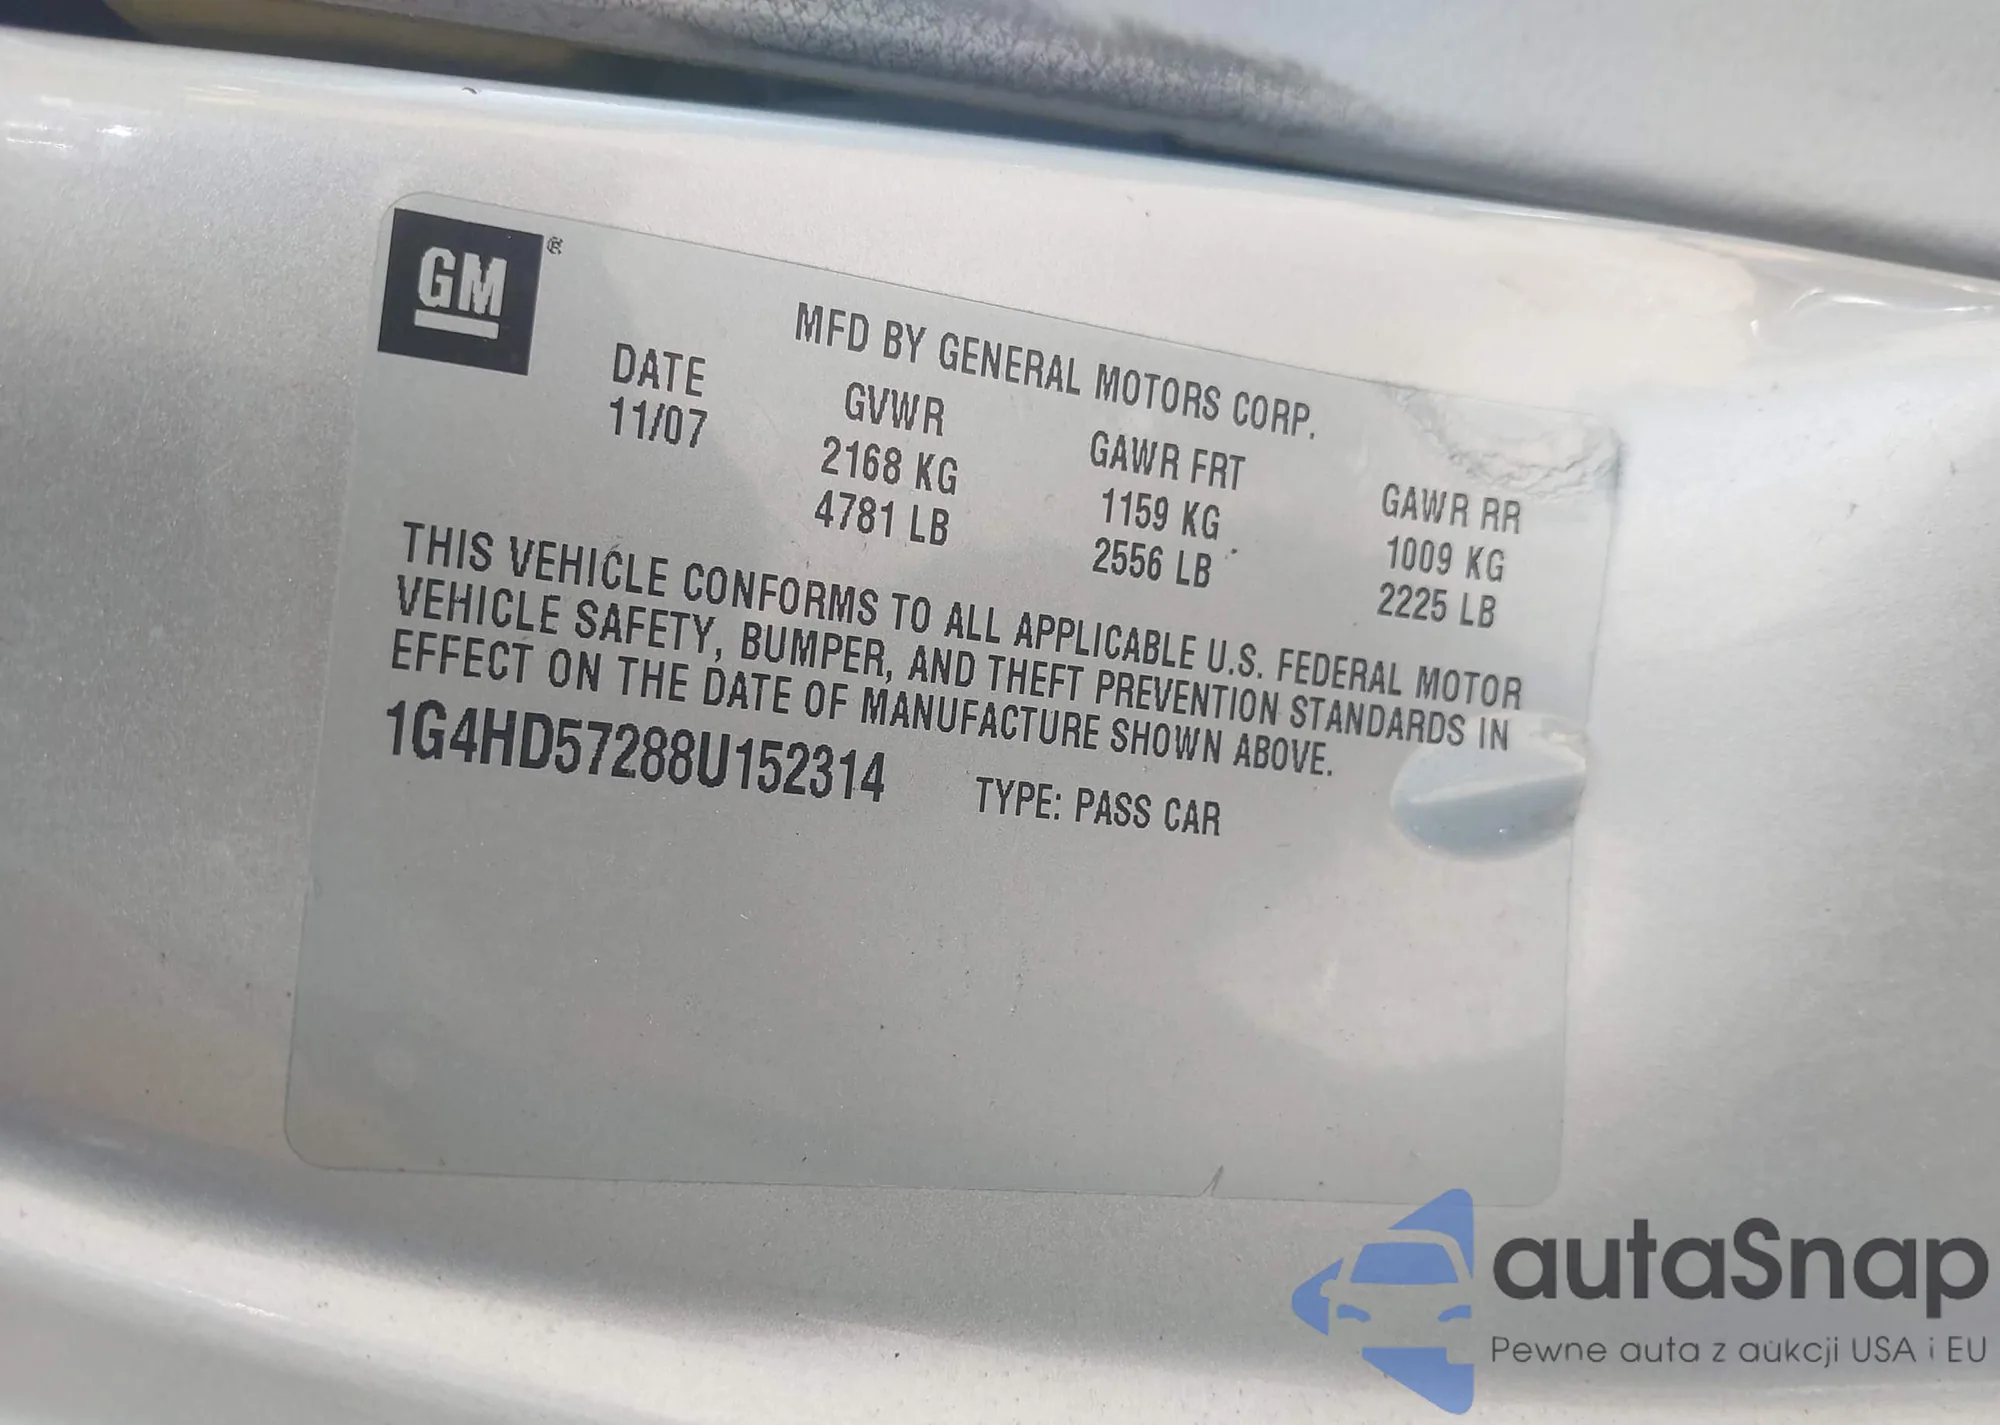 GM ®
MFD BY GENERAL MOTORS CORP.
DATE GVWR GAWR FRT GAWR RR
11/07 2168 KG 1159 KG 1009 KG
4781 LB 2556 LB 2225 LB
THIS VEHICLE CONFORMS TO ALL APPLICABLE U.S. FEDERAL MOTOR
VEHICLE SAFETY, BUMPER, AND THEFT PREVENTION STANDARDS IN
EFFECT ON THE DATE OF MANUFACTURE SHOWN ABOVE.
1G4HD57288U152314 TYPE: PASS CAR
autaSnap
Pewne auta z aukcji USA i EU